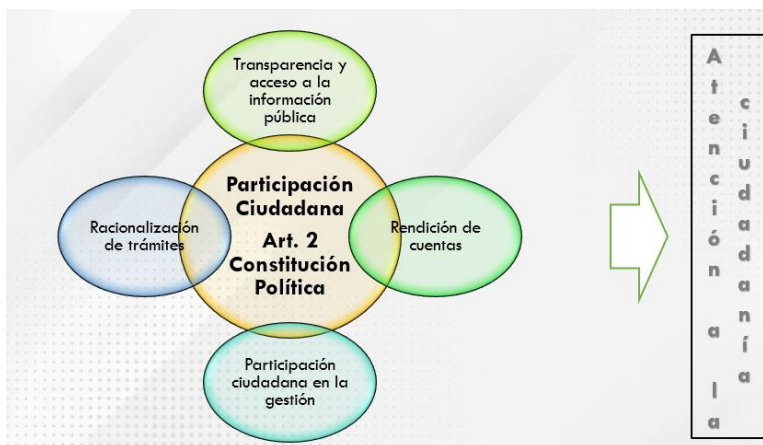 Transparencia y
acceso a la
información
pública
Participación
Ciudadana
Art. 2
Constitución
Política
Racionalización
de trámites
Rendición de
cuentas
Participación
ciudadana en la
gestión
Atención a la
ciudadanía